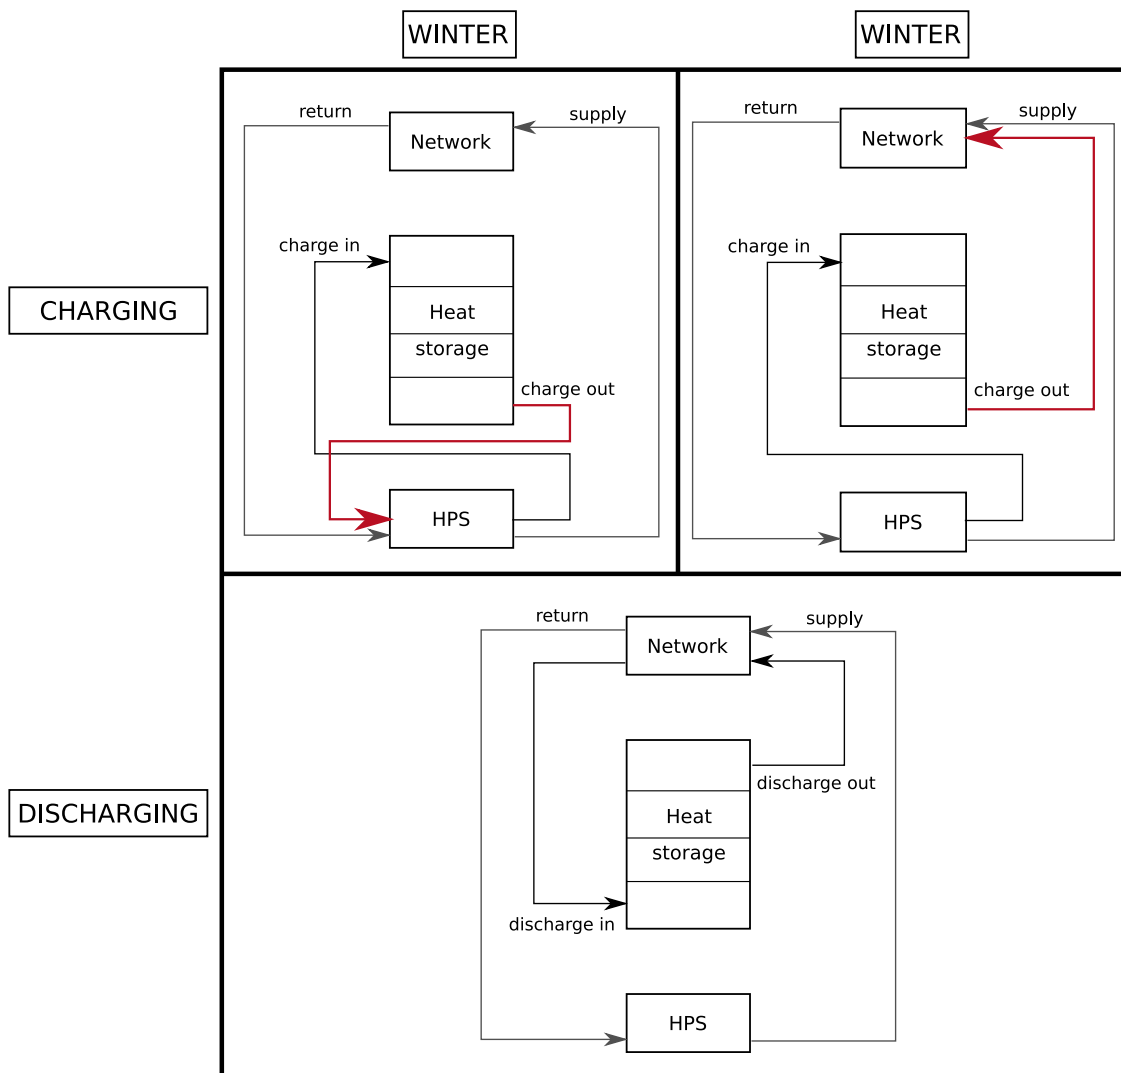 WINTER
WINTER
return
supply
Network
charge in
Heat
storage
charge out
HPS
return
supply
Network
charge in
Heat
storage
charge out
HPS
CHARGING
return
supply
Network
discharge out
Heat
storage
discharge in
HPS
DISCHARGING